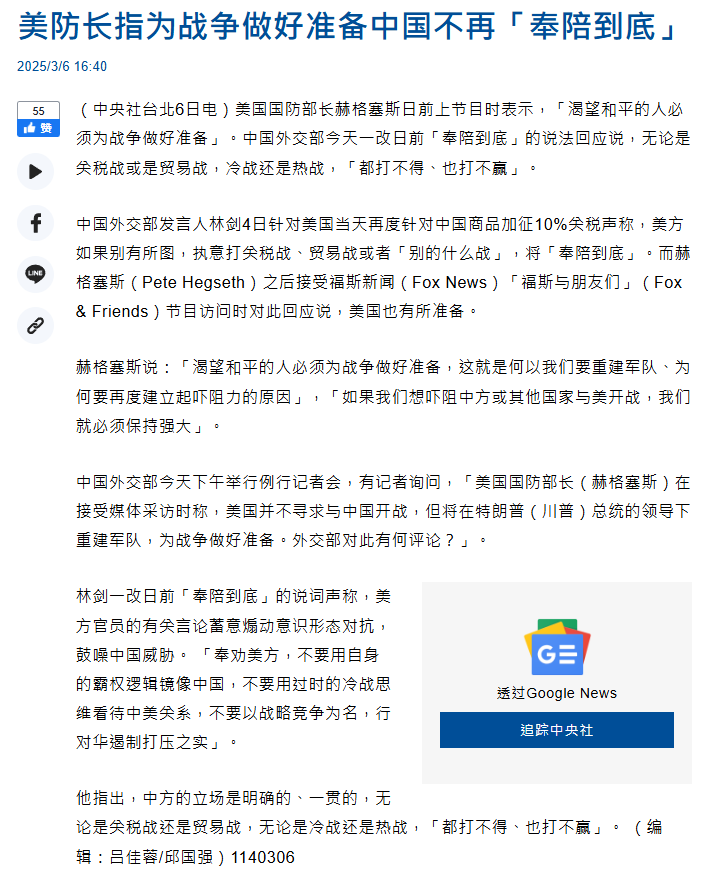 美防长指为战争做好准备中国不再「奉陪到底」
2025/3/6 16:40
55
赞
（中央社台北6日电）美国国防部长赫格塞斯日前上节目时表示，「渴望和平的人必
须为战争做好准备」。中国外交部今天一改日前「奉陪到底」的说法回应说，无论是
关税战或是贸易战，冷战还是热战，「都打不得、也打不赢」。
中国外交部发言人林剑4日针对美国当天再度针对中国商品加征10%关税声称，美方
如果别有所图，执意打关税战、贸易战或者「别的什么战」，将「奉陪到底」。而赫
格塞斯（Pete Hegseth）之后接受福斯新闻（Fox News）「福斯与朋友们」（Fox
& Friends）节目访问时对此回应说，美国也有所准备。
LINE
赫格塞斯说：「渴望和平的人必须为战争做好准备，这就是何以我们要重建军队、为
何要再度建立起吓阻力的原因」，「如果我们想吓阻中方或其他国家与美开战，我们
就必须保持强大」。
中国外交部今天下午举行例行记者会，有记者询问，「美国国防部长（赫格塞斯）在
接受媒体采访时称，美国并不寻求与中国开战，但将在特朗普（川普）总统的领导下
重建军队，为战争做好准备。外交部对此有何评论？」。
林剑一改日前「奉陪到底」的说词声称，美
方官员的有关言论蓄意煽动意识形态对抗，
鼓噪中国威胁。「奉劝美方，不要用自身
的霸权逻辑镜像中国，不要用过时的冷战思
维看待中美关系，不要以战略竞争为名，行
对华遏制打压之实」。
GE
透过Google News
追踪中央社
他指出，中方的立场是明确的、一贯的，无
论是关税战还是贸易战，无论是冷战还是热战，「都打不得、也打不赢」。（编
辑：吕佳蓉/邱国强）1140306